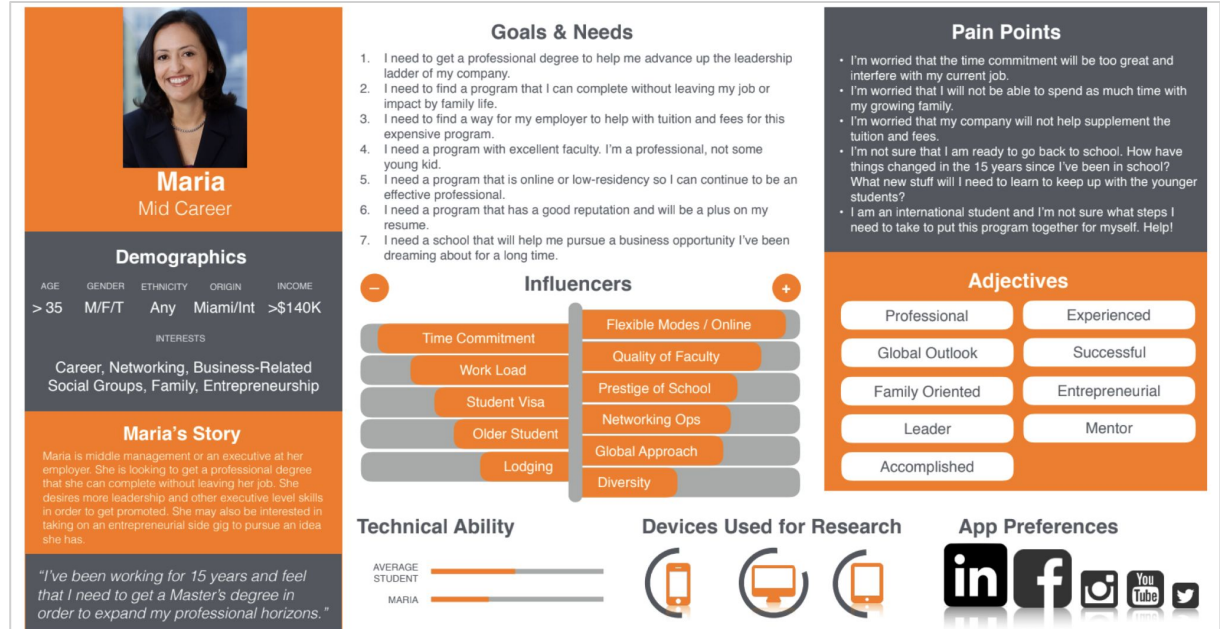 Maria
Mid Career
Demographics
AGE GENDER ETHNICITY ORIGIN INCOME
> 35 M/F/T Any Miami/Int >$140K
INTERESTS
Career, Networking, Business-Related
Social Groups, Family, Entrepreneurship
Maria's Story
Maria is middle management or an executive at her
employer. She is looking to get a professional degree
that she can complete without leaving her job. She
desires more leadership and other executive level skills
in order to get promoted. She may also be interested in
taking on an entrepreneurial side gig to pursue an idea
she has.
"I've been working for 15 years and feel
that I need to get a Master's degree in
order to expand my professional horizons."
Goals & Needs
1. I need to get a professional degree to help me advance up the leadership
ladder of my company.
2. I need to find a program that I can complete without leaving my job or
impact by family life.
3. I need to find a way for my employer to help with tuition and fees for this
expensive program.
4. I need a program with excellent faculty. I'm a professional, not some
young kid.
5. I need a program that is online or low-residency so I can continue to be an
effective professional.
6. I need a program that has a good reputation and will be a plus on my
resume.
7. I need a school that will help me pursue a business opportunity I've been
dreaming about for a long time.
− Influencers +
Time Commitment
Work Load
Student Visa
Older Student
Lodging
Flexible Modes / Online
Quality of Faculty
Prestige of School
Networking Ops
Global Approach
Diversity
Pain Points
• I'm worried that the time commitment will be too great and
interfere with my current job.
• I'm worried that I will not be able to spend as much time with
my growing family.
• I'm worried that my company will not help supplement the
tuition and fees.
• I'm not sure that I am ready to go back to school. How have
things changed in the 15 years since I've been in school?
What new stuff will I need to learn to keep up with the younger
students?
• I am an international student and I'm not sure what steps I
need to take to put this program together for myself. Help!
Adjectives
Professional Experienced
Global Outlook Successful
Family Oriented Entrepreneurial
Leader Mentor
Accomplished
Technical Ability
AVERAGE
STUDENT
MARIA
Devices Used for Research
App Preferences
in
f
You
Tube